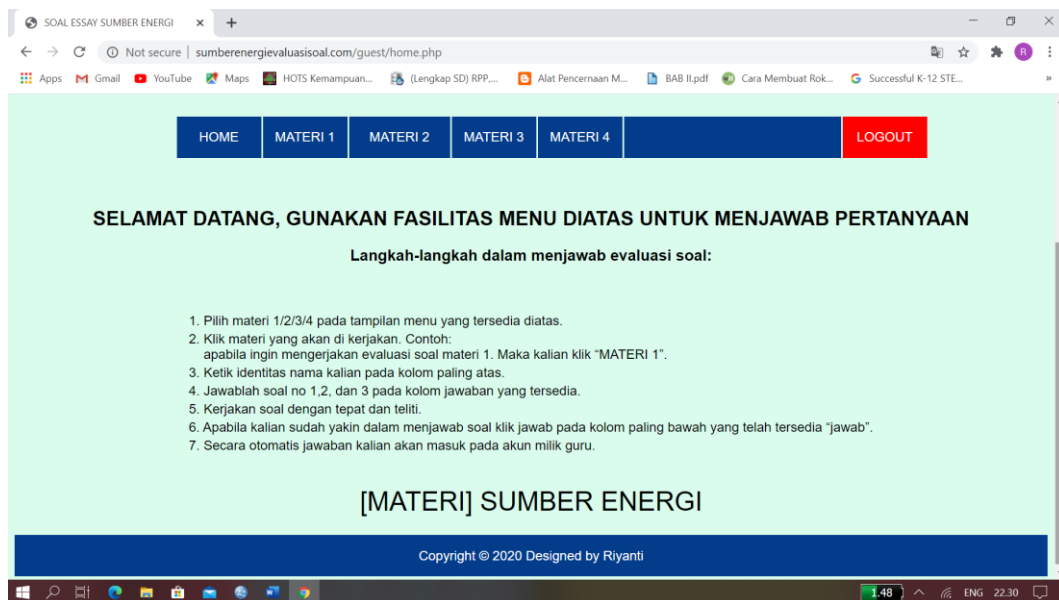 SOAL ESSAY SUMBER ENERGI
Not secure | sumberenergievaluasisoal.com/guest/home.php
R
Apps Gmail YouTube Maps HOTS Kemampuan... (Lengkap SD) RPP,... Alat Pencernaan M... BAB II.pdf Cara Membuat Rok... Successful K-12 STE... »
HOME MATERI 1 MATERI 2 MATERI 3 MATERI 4 LOGOUT
SELAMAT DATANG, GUNAKAN FASILITAS MENU DIATAS UNTUK MENJAWAB PERTANYAAN
Langkah-langkah dalam menjawab evaluasi soal:
1. Pilih materi 1/2/3/4 pada tampilan menu yang tersedia diatas.
2. Klik materi yang akan di kerjakan. Contoh:
apabila ingin mengerjakan evaluasi soal materi 1. Maka kalian klik “MATERI 1”.
3. Ketik identitas nama kalian pada kolom paling atas.
4. Jawablah soal no 1,2, dan 3 pada kolom jawaban yang tersedia.
5. Kerjakan soal dengan tepat dan teliti.
6. Apabila kalian sudah yakin dalam menjawab soal klik jawab pada kolom paling bawah yang telah tersedia “jawab”.
7. Secara otomatis jawaban kalian akan masuk pada akun milik guru.
[MATERI] SUMBER ENERGI
Copyright © 2020 Designed by Riyanti
1.48 ENG 22.30